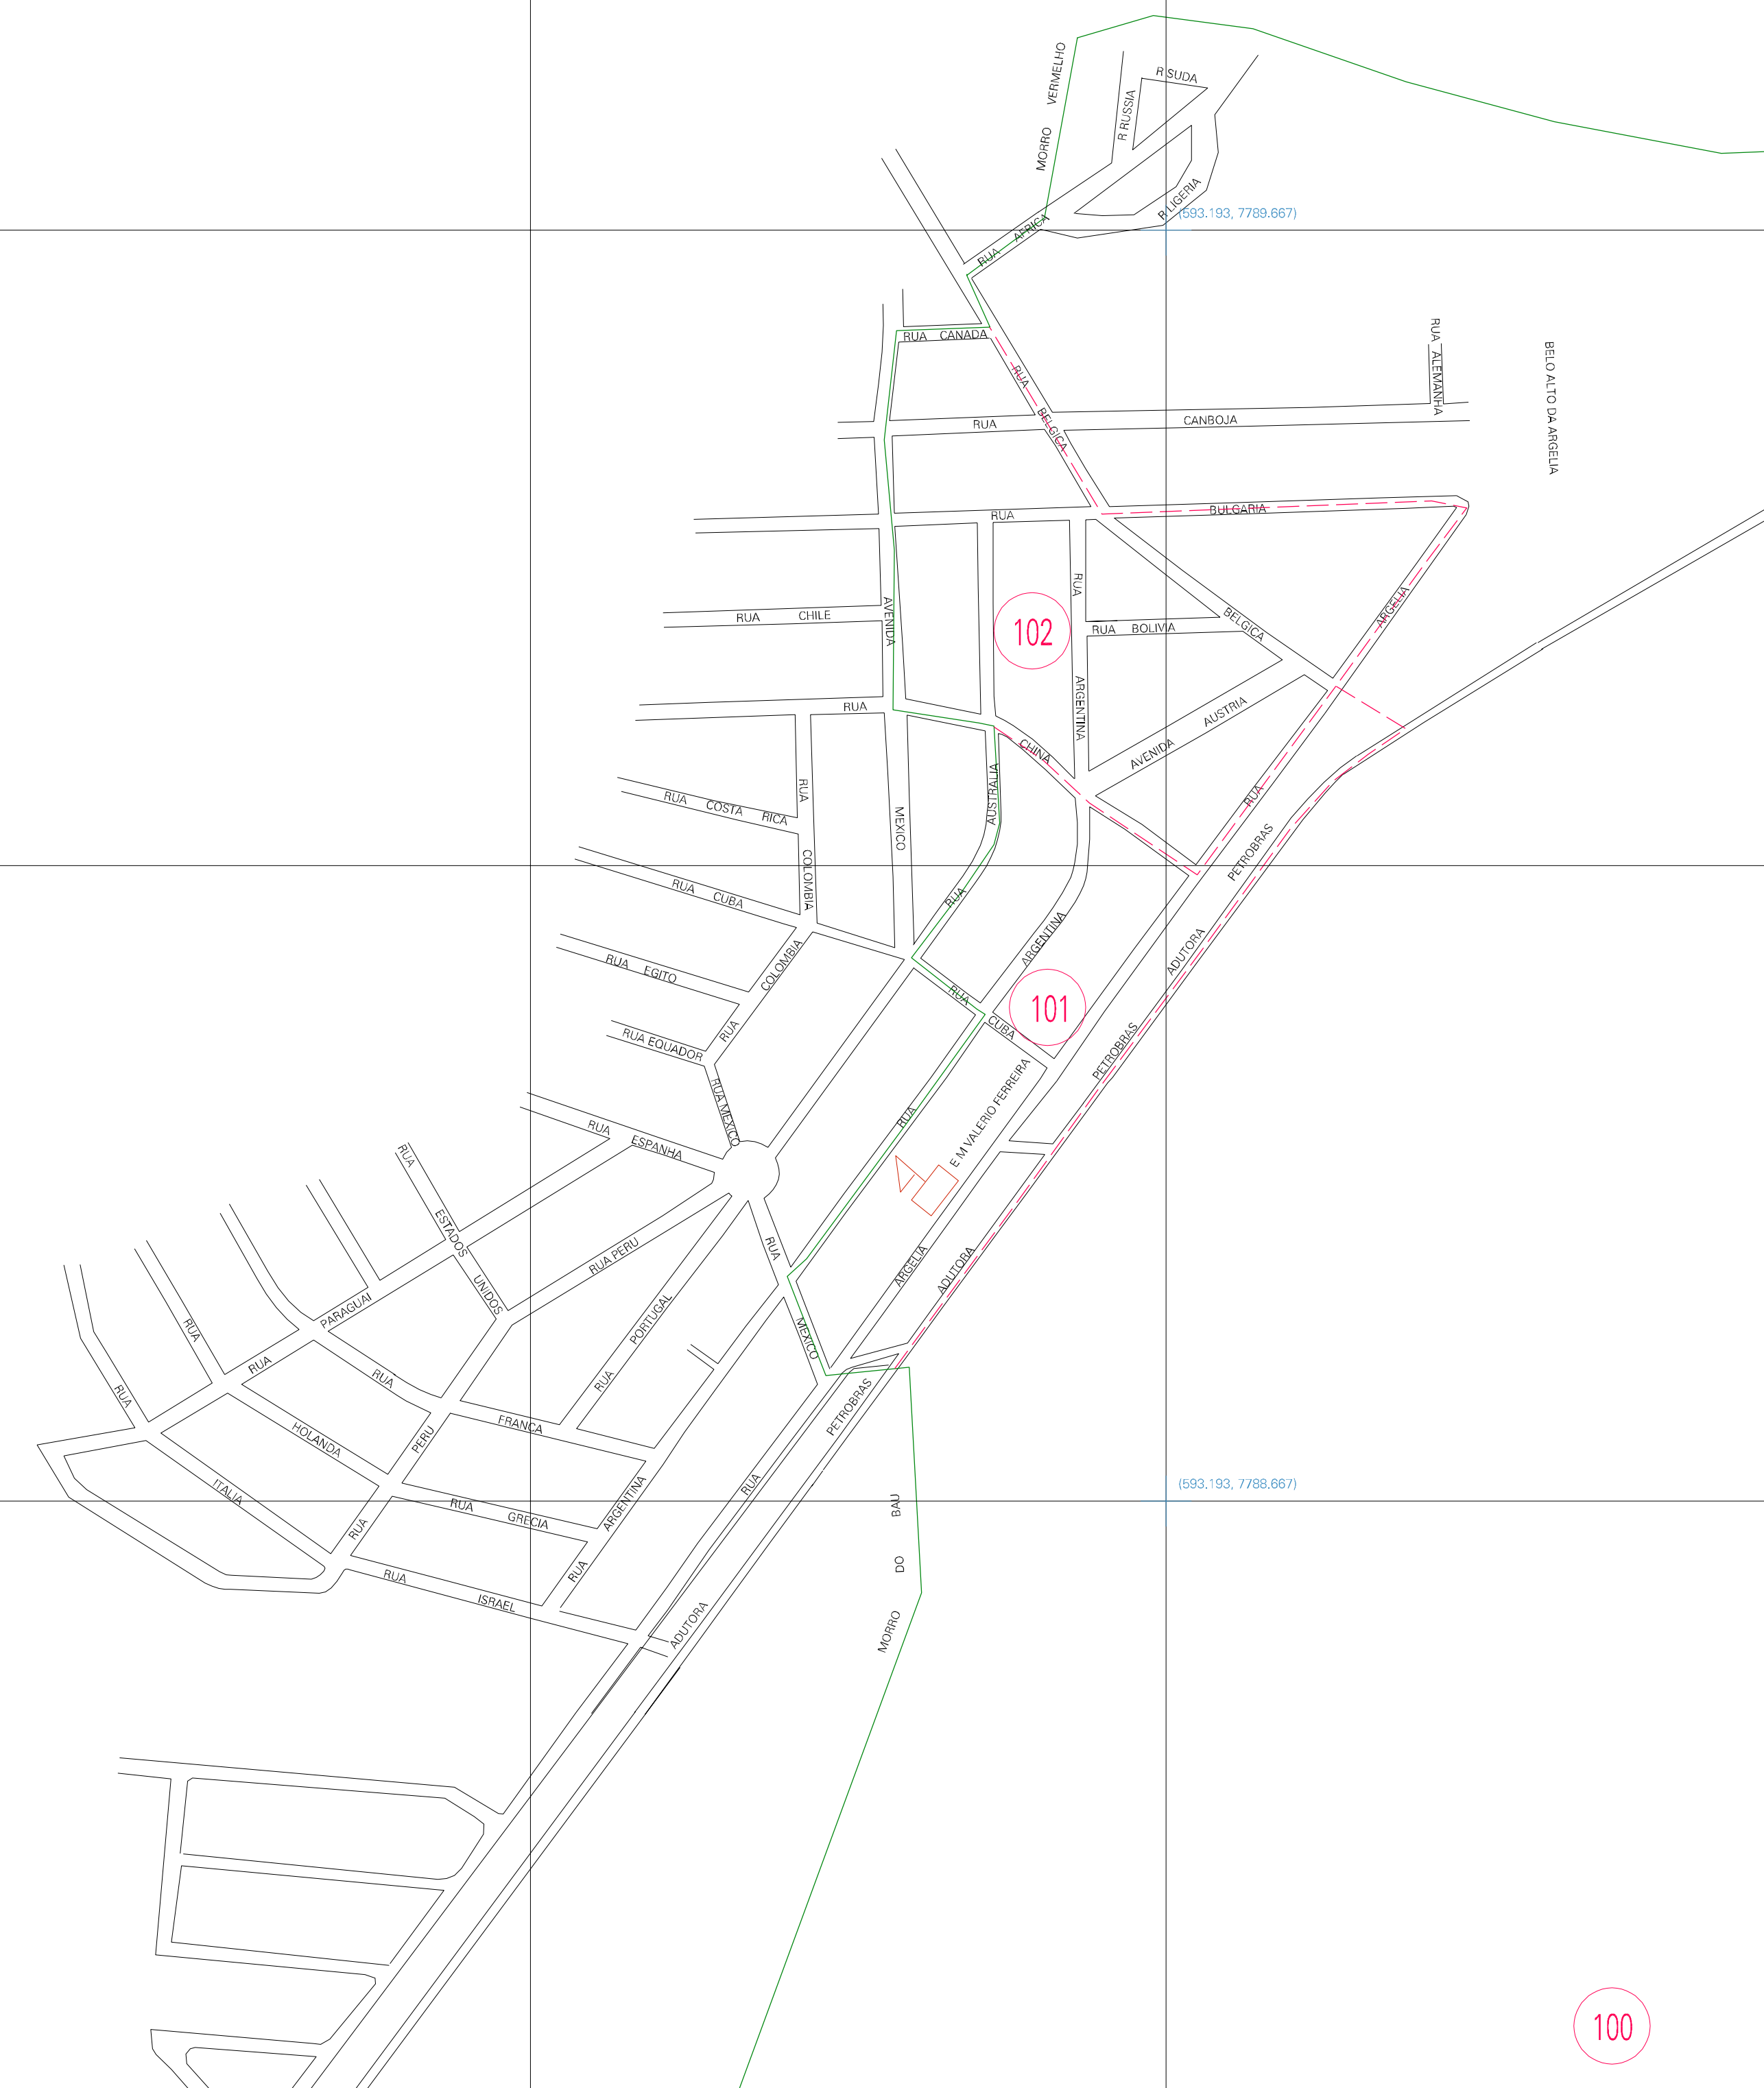 MORRO VERMELHO
R SUDA
R RUSSIA
R LIGERIA
(593.193, 7789.667)
RUA AFRICA
RUA CANADA
RUA ALEMANHA
BELO ALTO DA ARGELIA
RUA BELGICA
RUA CANBOJA
RUA BULGARIA
RUA CHILE
AVENIDA
102
RUA
RUA BOLIVIA
BELGICA
ARGELIA
ARGENTINA
RUA
CHINA
AVENIDA AUSTRIA
RUA
RUA COSTA RICA
COLOMBIA
MEXICO
AUSTRALIA
RUA
RUA
PETROBRAS
RUA CUBA
RUA EGITO
COLOMBIA
RUA
ARGENTINA
ADUTORA
101
RUA CUBA
RUA EQUADOR
RUA MEXICO
PETROBRAS
E M VALERIO FERREIRA
RUA
RUA ESPANHA
RUA ESTADOS UNIDOS
RUA PERU
RUA
ARGELIA
ADUTORA
PARAGUAI
RUA
PORTUGAL
RUA
MEXICO
RUA
HOLANDA
RUA
FRANCA
PETROBRAS
RUA
ITALIA
RUA
PERU
RUA
(593.193, 7788.667)
RUA GRECIA
ARGENTINA
RUA
RUA ISRAEL
ADUTORA
MORRO DO BAU
100